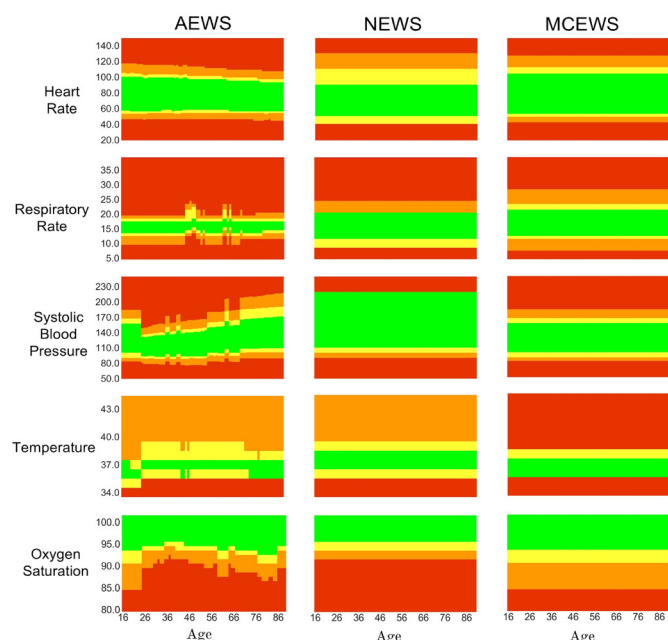 AEWS NEWS MCEWS
Heart
Rate
140.0
120.0
100.0
80.0
60.0
40.0
20.0
Respiratory
Rate
35.0
30.0
25.0
20.0
15.0
10.0
5.0
Systolic
Blood
Pressure
230.0
200.0
170.0
140.0
110.0
80.0
50.0
Temperature
43.0
40.0
37.0
34.0
Oxygen
Saturation
100.0
95.0
90.0
85.0
80.0
16 26 36 46 56 66 76 86 16 26 36 46 56 66 76 86 16 26 36 46 56 66 76 86
Age Age Age